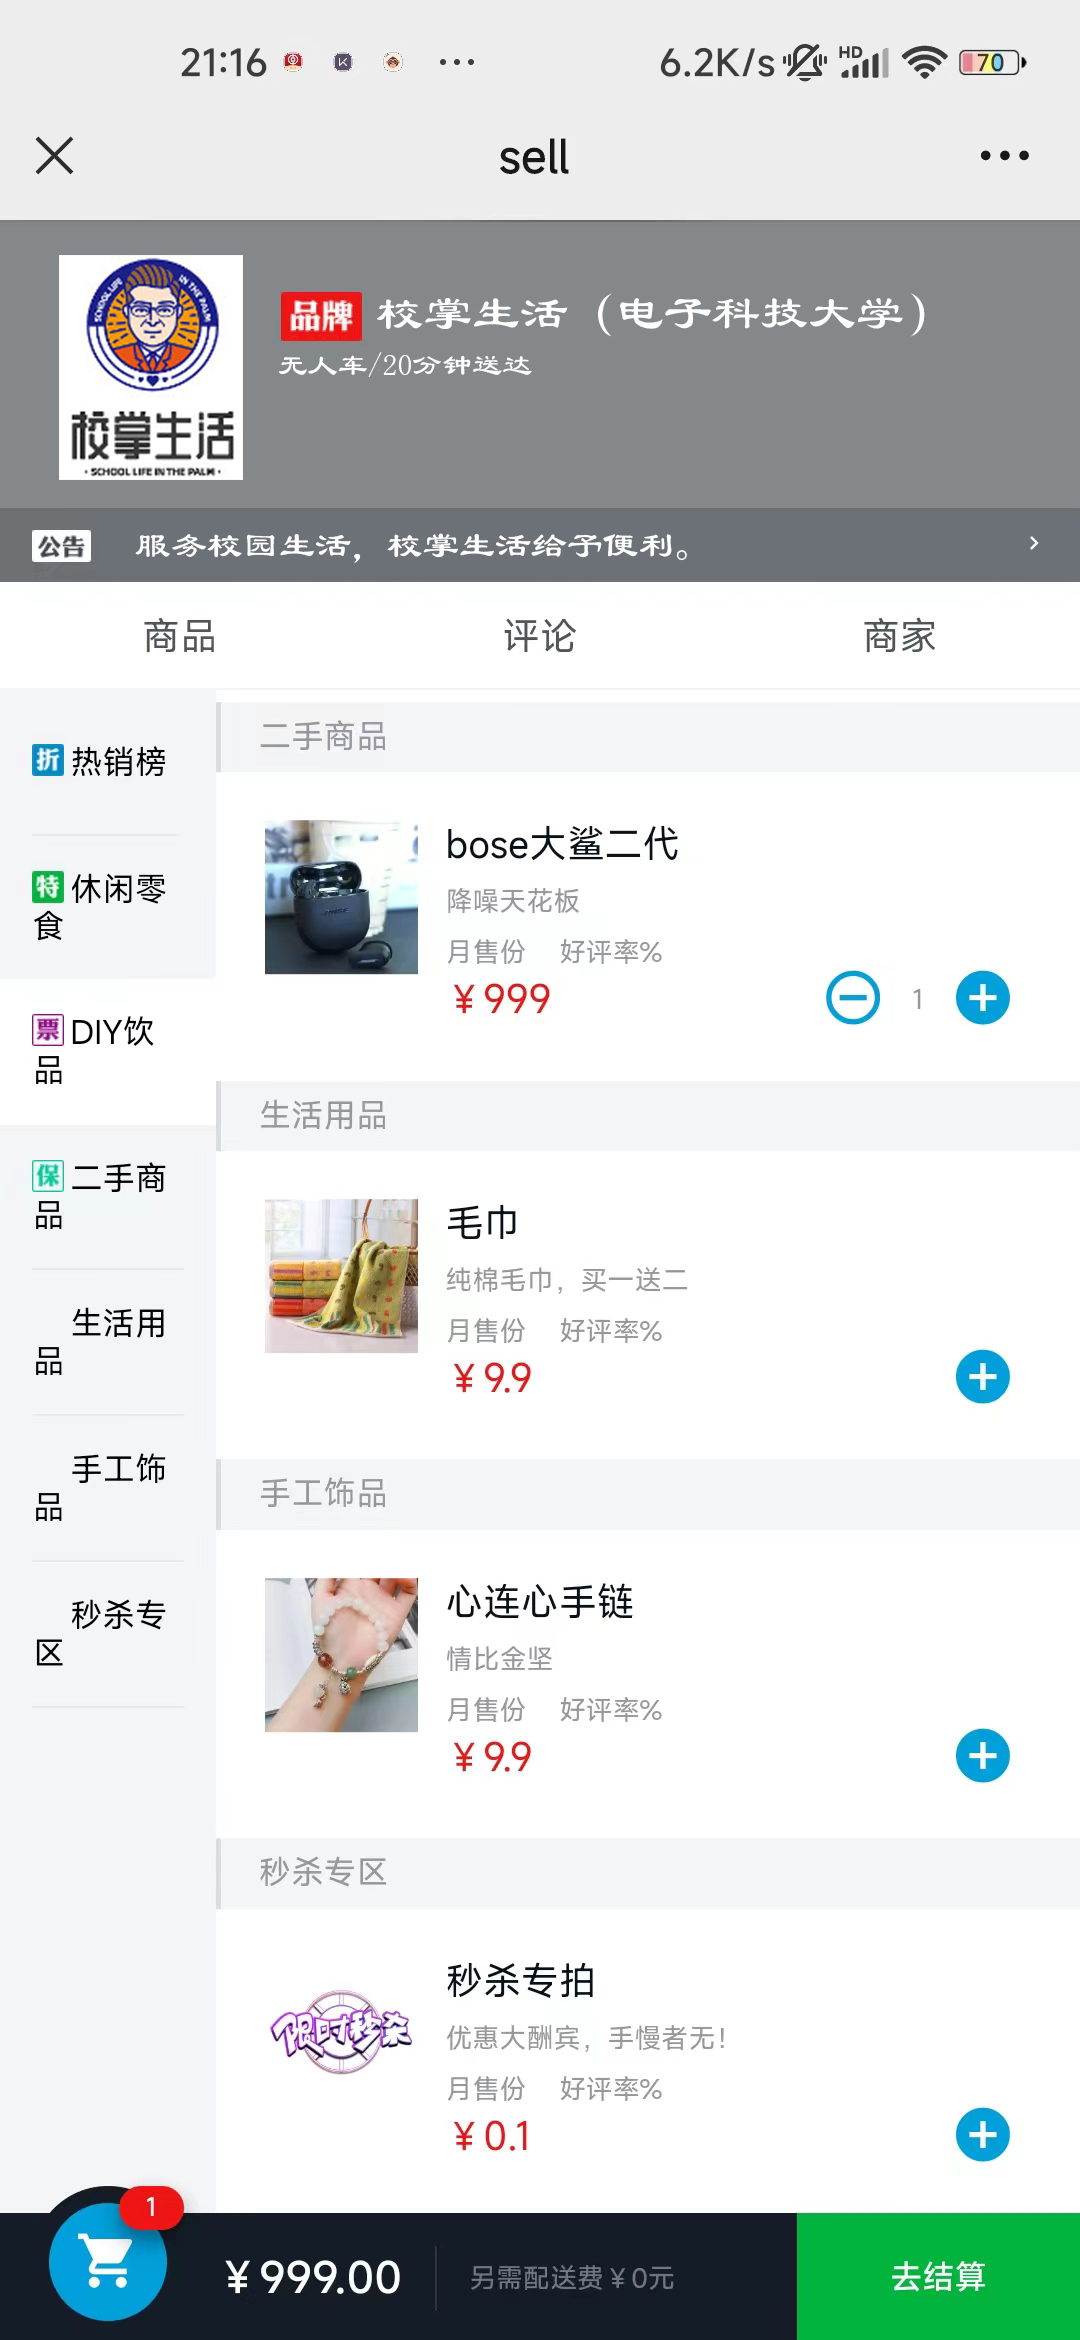 21:16
6.2K/s
HD
70
sell
SCHOOL LIFE IN THE PALM
校掌生活
·SCHOOL LIFE IN THE PALM·
品牌 校掌生活（电子科技大学）
无人车/20分钟送达
公告 服务校园生活，校掌生活给予便利。
商品 评论 商家
折 热销榜
特 休闲零
食
票 DIY饮
品
保 二手商
品
生活用
品
手工饰
品
秒杀专
区
二手商品
bose大鲨二代
降噪天花板
月售份 好评率%
￥999
1
生活用品
毛巾
纯棉毛巾，买一送二
月售份 好评率%
￥9.9
手工饰品
心连心手链
情比金坚
月售份 好评率%
￥9.9
秒杀专区
限时秒杀
秒杀专拍
优惠大酬宾，手慢者无！
月售份 好评率%
￥0.1
1
￥999.00
另需配送费￥0元
去结算